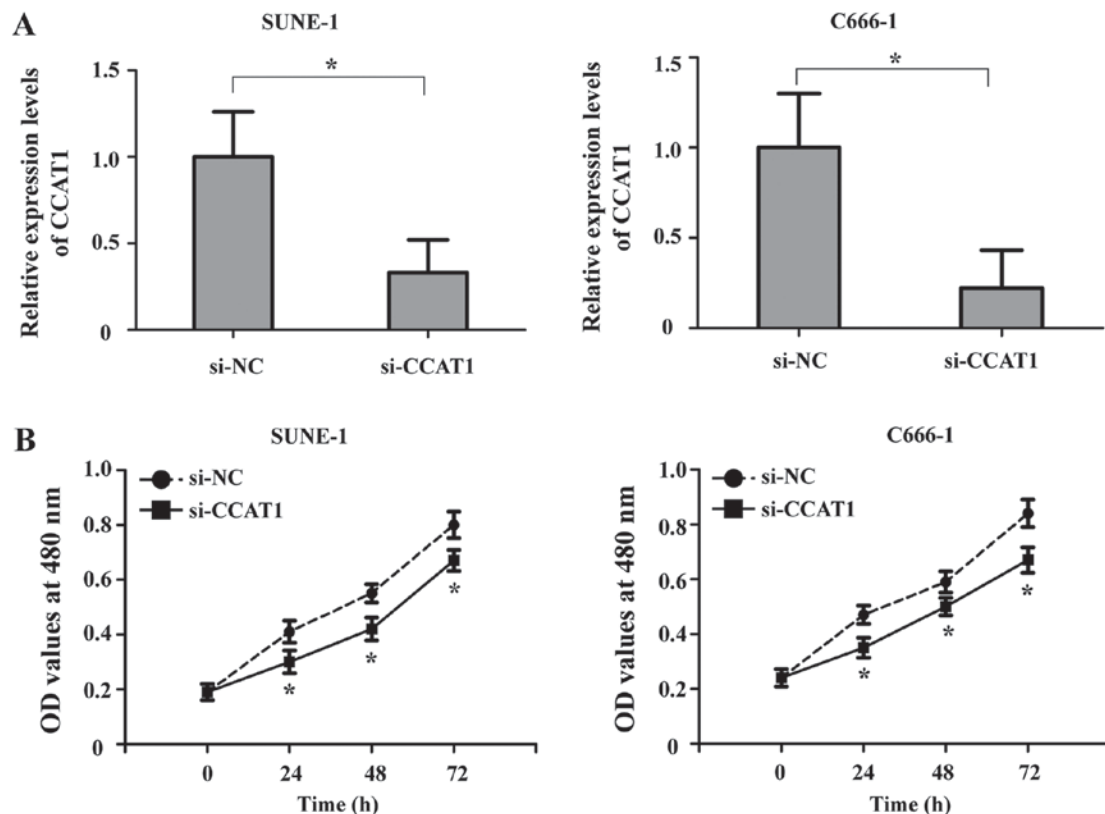 A
SUNE-1
Relative expression levels
of CCAT1
1.5
1.0
0.5
0
*
si-NC
si-CCAT1
C666-1
Relative expression levels
of CCAT1
1.5
1.0
0.5
0
*
si-NC
si-CCAT1
B
SUNE-1
OD values at 480 nm
1.0
0.8
0.6
0.4
0.2
0
si-NC
si-CCAT1
*
*
*
0 24 48 72
Time (h)
C666-1
OD values at 480 nm
1.0
0.8
0.6
0.4
0.2
0
si-NC
si-CCAT1
*
*
*
0 24 48 72
Time (h)